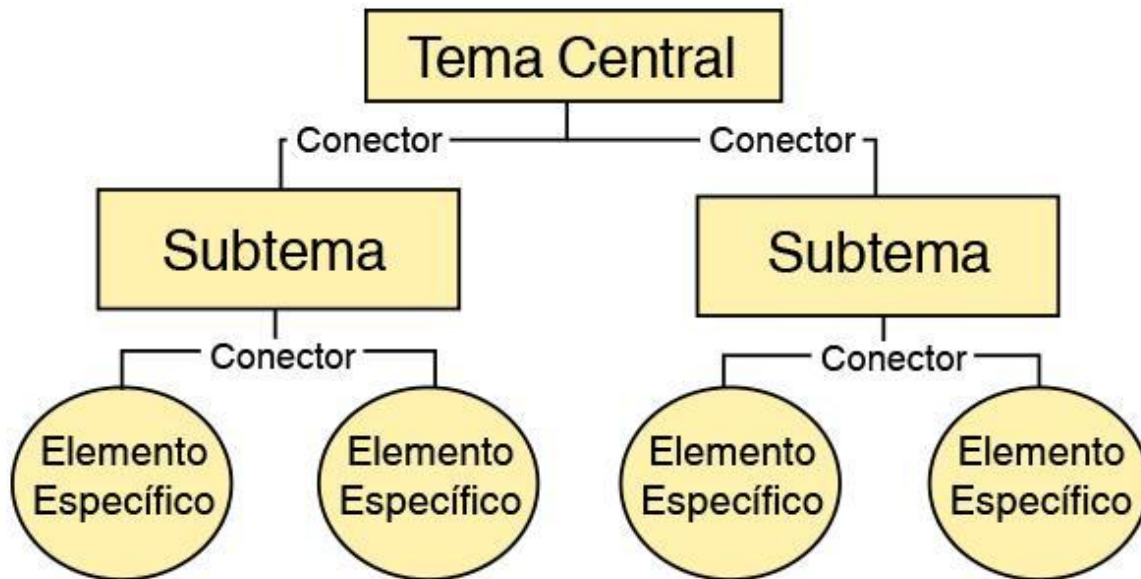 Tema Central
Conector
Conector
Subtema
Subtema
Conector
Conector
Elemento
Específico
Elemento
Específico
Elemento
Específico
Elemento
Específico